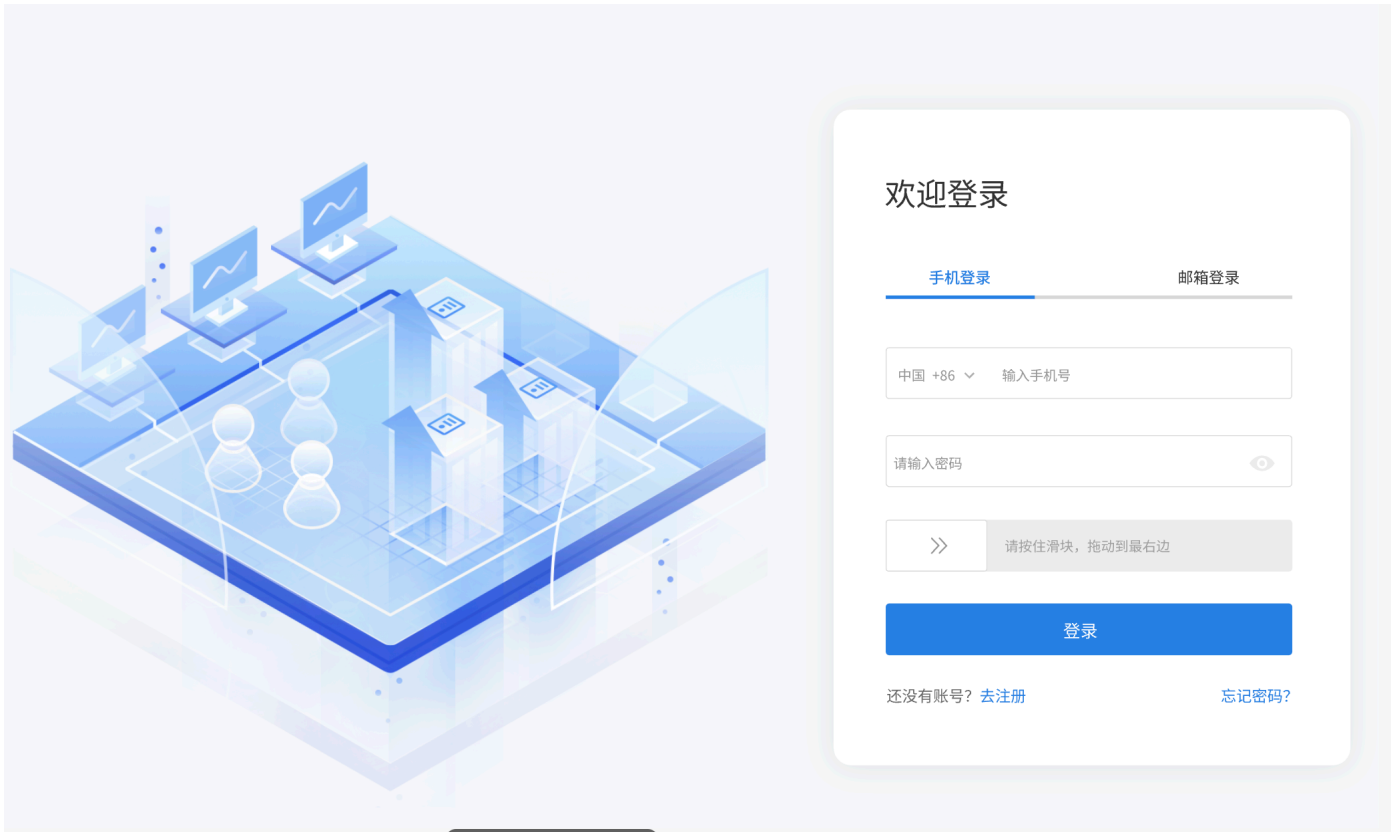 欢迎登录
手机登录 邮箱登录
中国 +86 输入手机号
请输入密码
请按住滑块，拖动到最右边
登录
还没有账号？去注册 忘记密码？